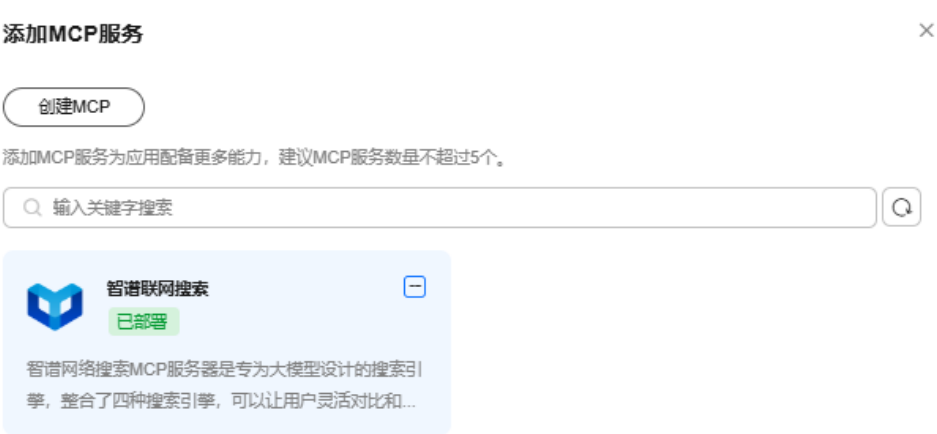 添加MCP服务
创建MCP
添加MCP服务为应用配备更多能力，建议MCP服务数量不超过5个。
输入关键字搜索
智谱联网搜索
已部署
智谱网络搜索MCP服务器是专为大模型设计的搜索引
擎，整合了四种搜索引擎，可以让用户灵活对比和...